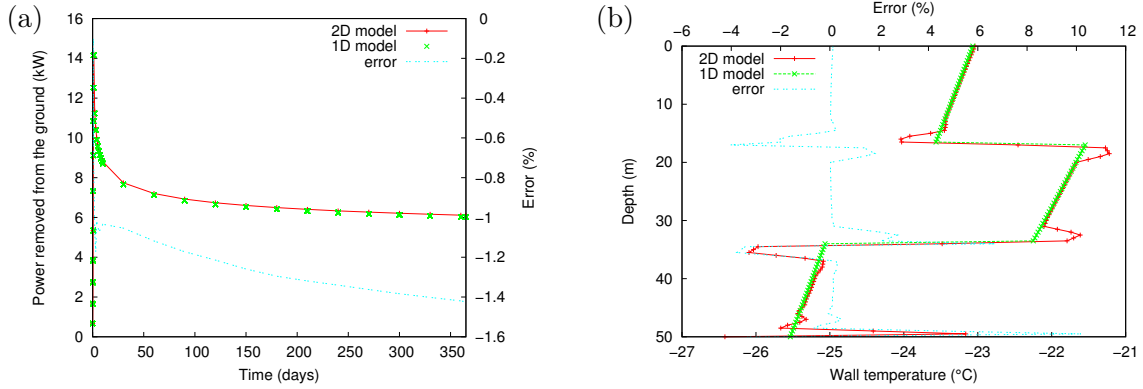 (a)
Power removed from the ground (kW)
16
14
12
10
8
6
4
2
0
0 50 100 150 200 250 300 350
Time (days)
0
−0.2
−0.4
−0.6
−0.8
−1
−1.2
−1.4
−1.6
Error (%)
2D model
1D model
error
(b)
Error (%)
−6 −4 −2 0 2 4 6 8 10
Depth (m)
0
10
20
30
40
50
2D model
1D model
error
−27 −26 −25 −24 −23 −22 −21
Wall temperature (°C)